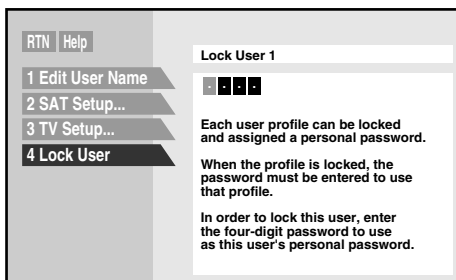 RTN Help
1 Edit User Name
2 SAT Setup...
3 TV Setup...
4 Lock User
Lock User 1
- - - -
Each user profile can be locked
and assigned a personal password.
When the profile is locked, the
password must be entered to use
that profile.
In order to lock this user, enter
the four-digit password to use
as this user's personal password.